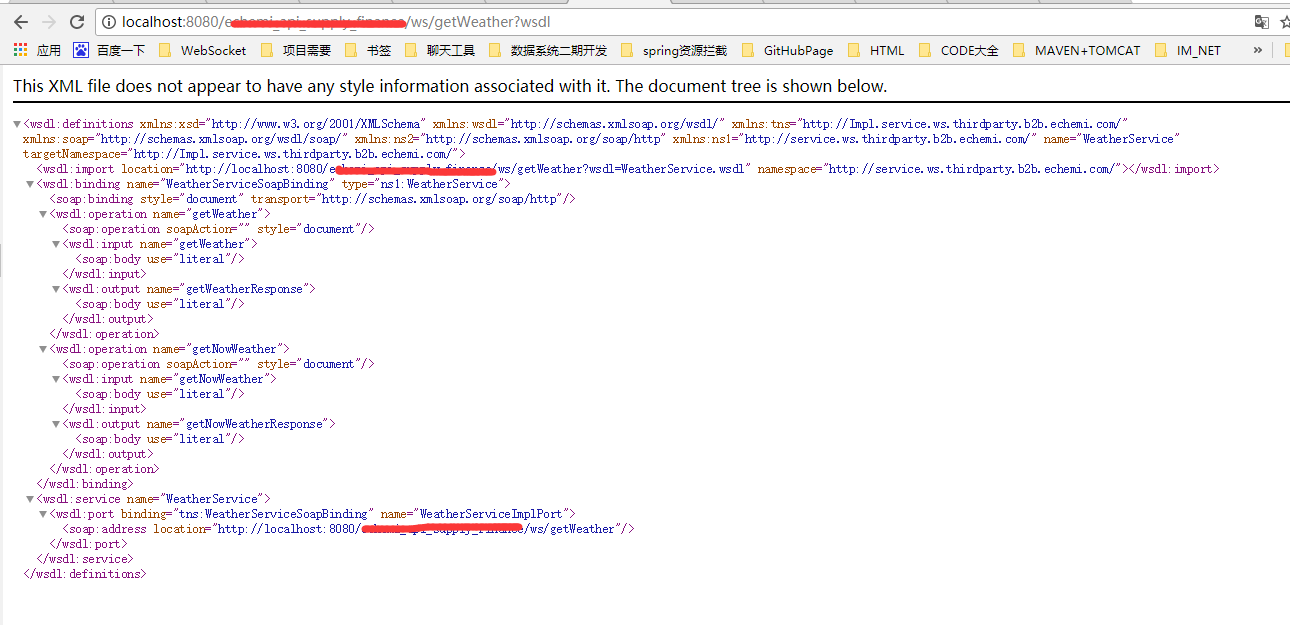 localhost:8080/e/ws/getWeather?wsdl
应用 百度一下 WebSocket 项目需要 书签 聊天工具 数据系统二期开发 spring资源拦截 GitHubPage HTML CODE大全 MAVEN+TOMCAT IM_NET »
This XML file does not appear to have any style information associated with it. The document tree is shown below.
▼<wsdl:definitions xmlns:xsd="http://www.w3.org/2001/XMLSchema" xmlns:wsdl="http://schemas.xmlsoap.org/wsdl/" xmlns:tns="http://Impl.service.ws.thirdparty.b2b.echemi.com/"
xmlns:soap="http://schemas.xmlsoap.org/wsdl/soap/" xmlns:ns2="http://schemas.xmlsoap.org/soap/http" xmlns:ns1="http://service.ws.thirdparty.b2b.echemi.com/" name="WeatherService"
targetNamespace="http://Impl.service.ws.thirdparty.b2b.echemi.com/">
<wsdl:import location="http://localhost:8080/e/ws/getWeather?wsdl=WeatherService.wsdl" namespace="http://service.ws.thirdparty.b2b.echemi.com/"></wsdl:import>
▼<wsdl:binding name="WeatherServiceSoapBinding" type="ns1:WeatherService">
<soap:binding style="document" transport="http://schemas.xmlsoap.org/soap/http"/>
▼<wsdl:operation name="getWeather">
<soap:operation soapAction="" style="document"/>
▼<wsdl:input name="getWeather">
<soap:body use="literal"/>
</wsdl:input>
▼<wsdl:output name="getWeatherResponse">
<soap:body use="literal"/>
</wsdl:output>
</wsdl:operation>
▼<wsdl:operation name="getNowWeather">
<soap:operation soapAction="" style="document"/>
▼<wsdl:input name="getNowWeather">
<soap:body use="literal"/>
</wsdl:input>
▼<wsdl:output name="getNowWeatherResponse">
<soap:body use="literal"/>
</wsdl:output>
</wsdl:operation>
</wsdl:binding>
▼<wsdl:service name="WeatherService">
▼<wsdl:port binding="tns:WeatherServiceSoapBinding" name="WeatherServiceImplPort">
<soap:address location="http://localhost:8080//ws/getWeather"/>
</wsdl:port>
</wsdl:service>
</wsdl:definitions>